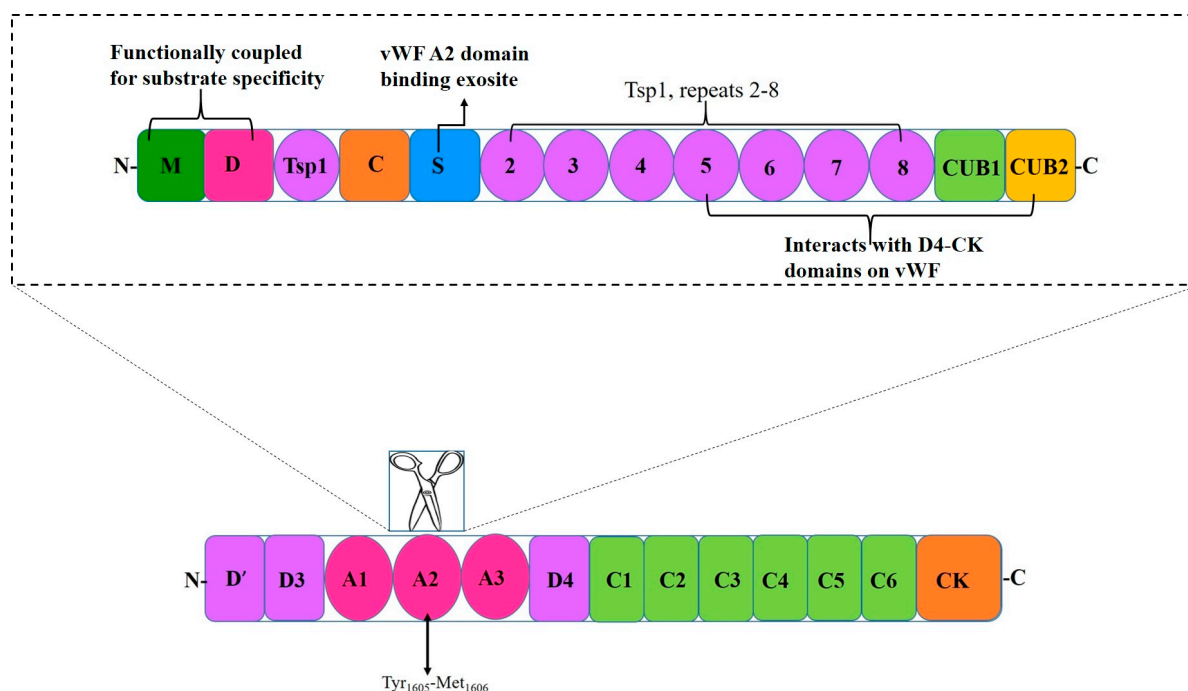 Functionally coupled
for substrate specificity
vWF A2 domain
binding exosite
Tsp1, repeats 2-8
N- M D Tsp1 C S 2 3 4 5 6 7 8 CUB1 CUB2 -C
Interacts with D4-CK
domains on vWF
N- D′ D3 A1 A2 A3 D4 C1 C2 C3 C4 C5 C6 CK -C
Tyr₁₆₀₅-Met₁₆₀₆